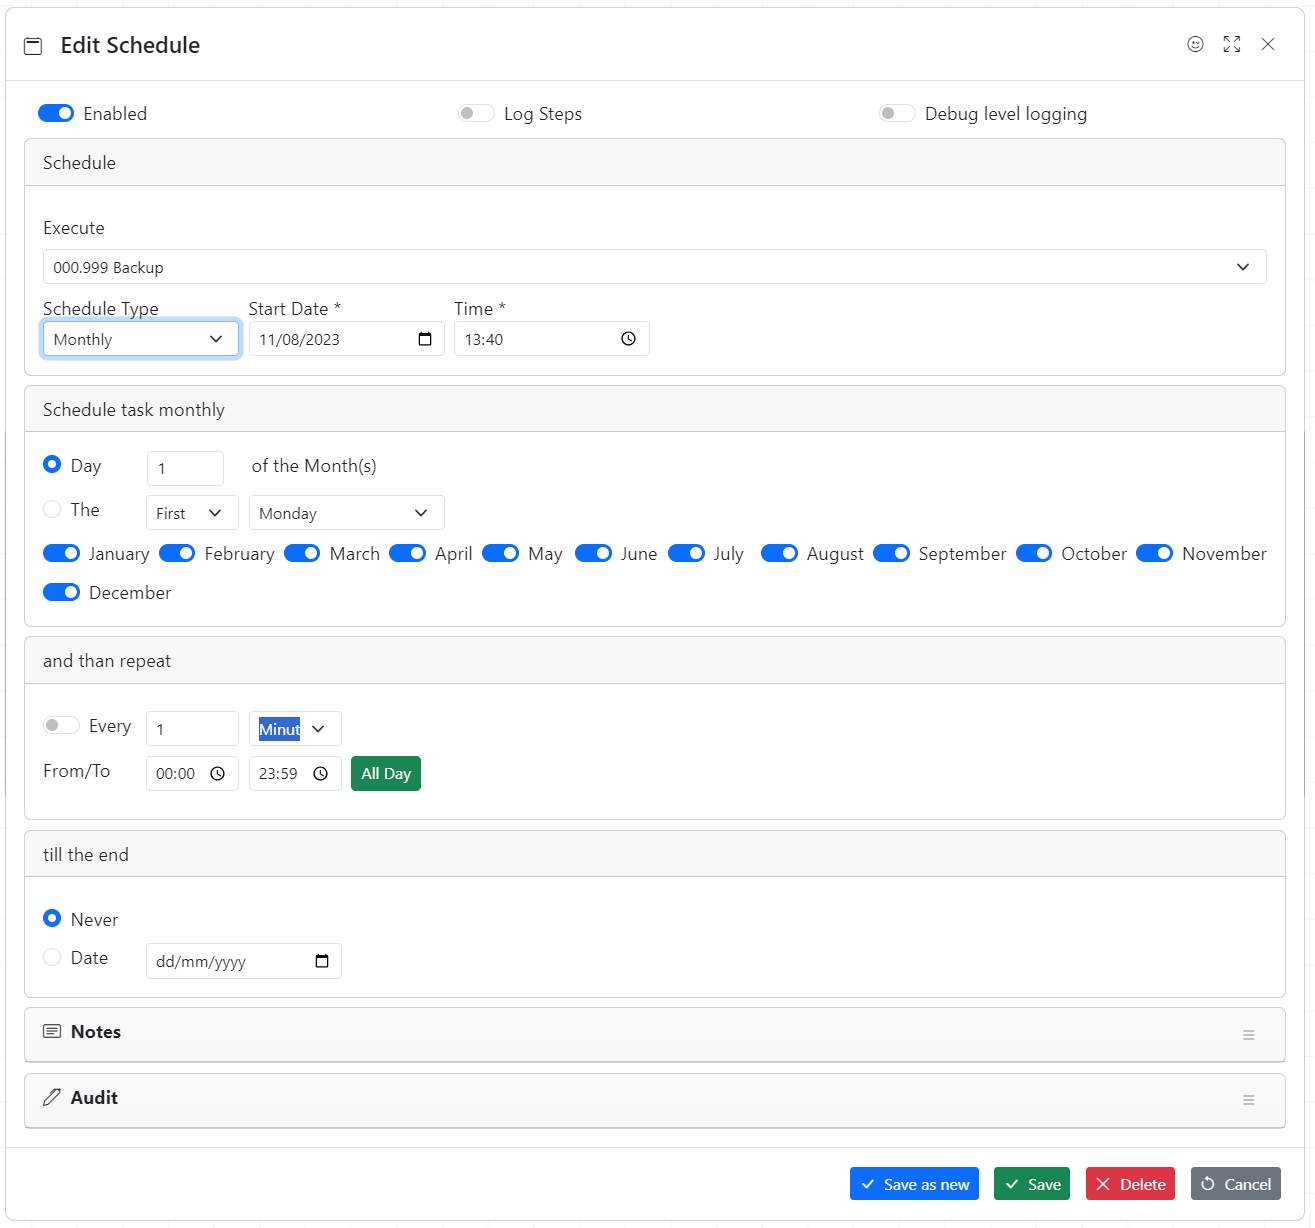 Edit Schedule
Enabled Log Steps Debug level logging
Schedule
Execute
000.999 Backup
Schedule Type Start Date * Time *
Monthly 11/08/2023 13:40
Schedule task monthly
Day 1 of the Month(s)
The First Monday
January February March April May June July August September October November
December
and than repeat
Every 1 Minut
From/To 00:00 23:59 All Day
till the end
Never
Date dd/mm/yyyy
Notes
Audit
Save as new Save Delete Cancel